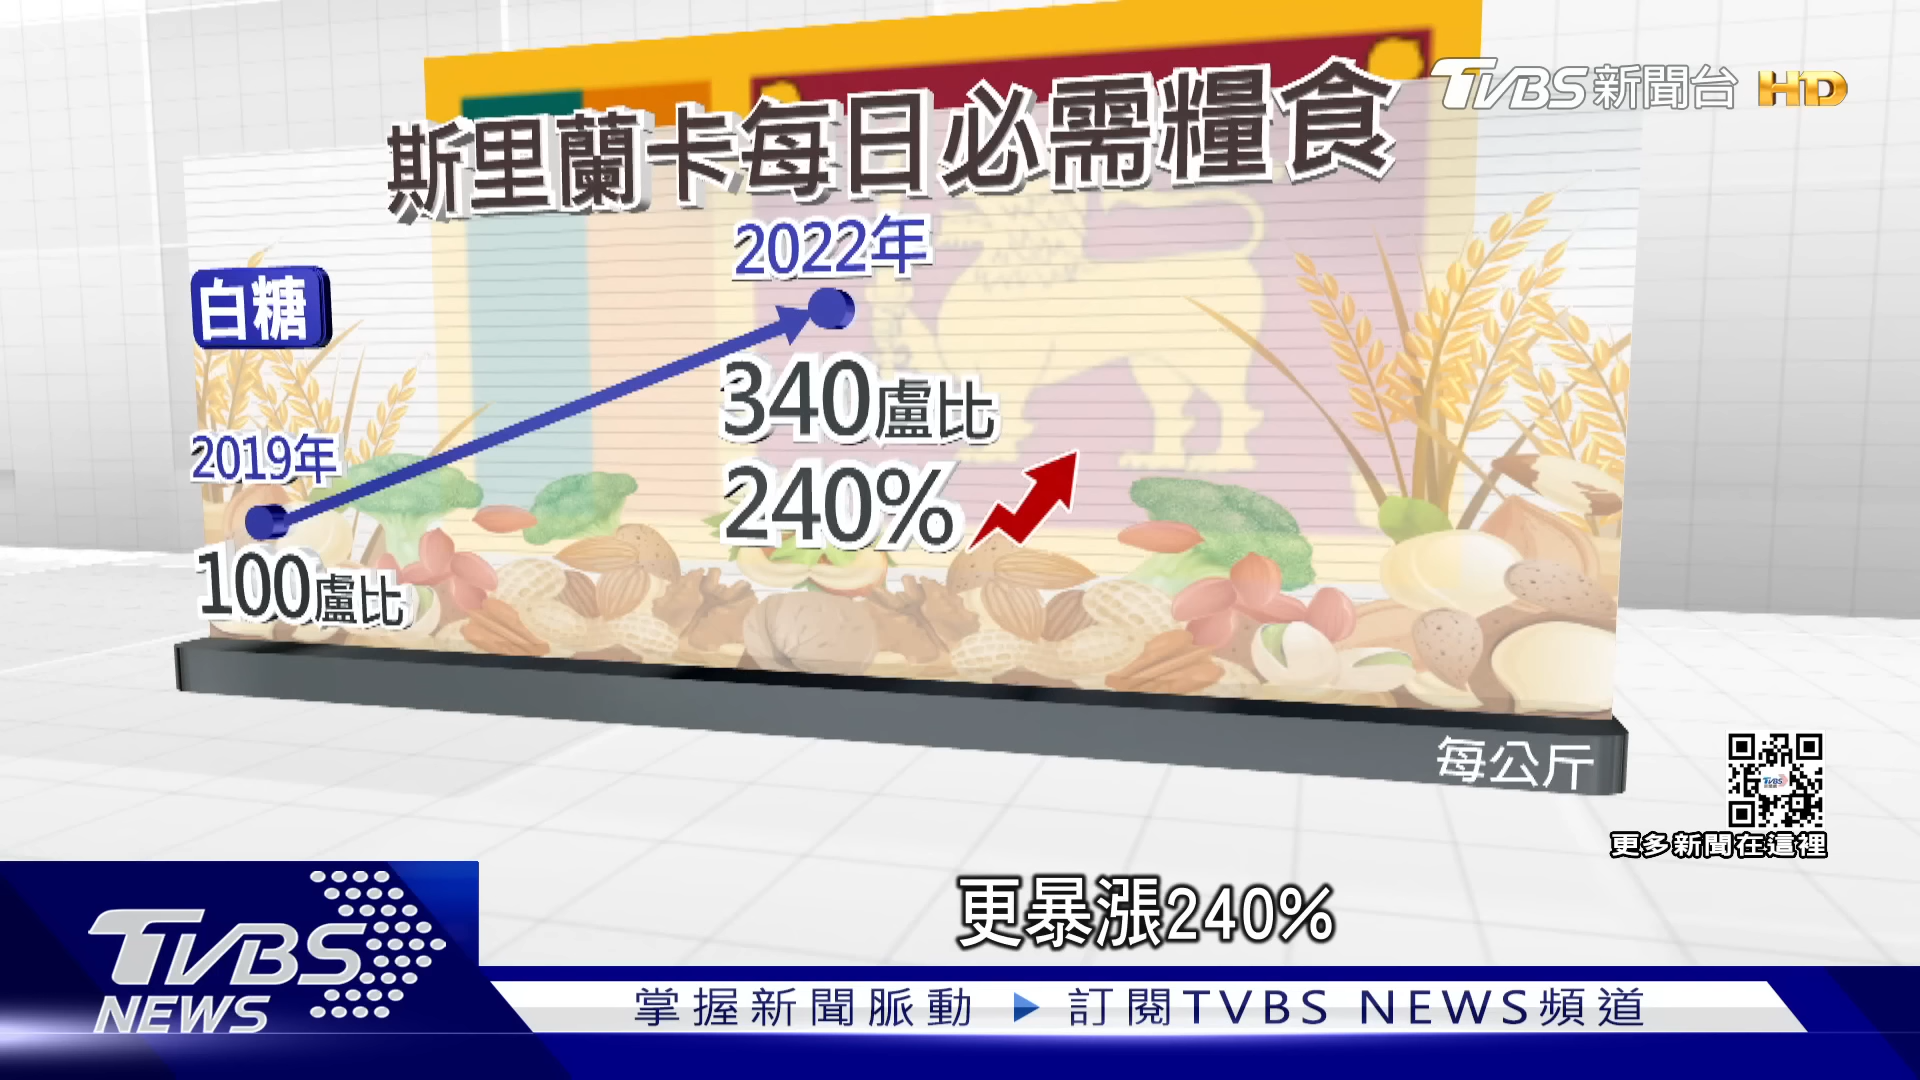 TVBS新聞台 HD
斯里蘭卡每日必需糧食
白糖
2022年
340盧比
240%
2019年
100盧比
每公斤
TVBS
更多新聞在這裡
更暴漲240%
TVBS
NEWS
掌握新聞脈動 ▶ 訂閱TVBS NEWS頻道